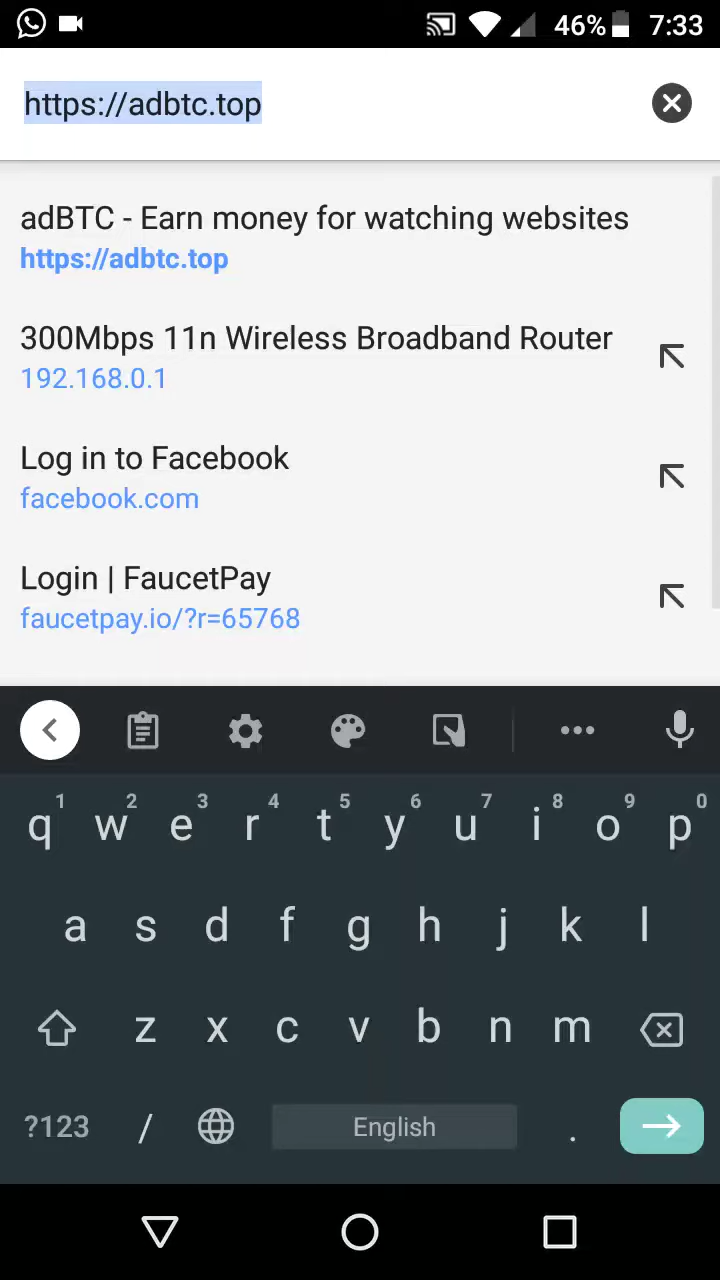 46% 7:33
https://adbtc.top
adBTC - Earn money for watching websites
https://adbtc.top
300Mbps 11n Wireless Broadband Router
192.168.0.1
Log in to Facebook
facebook.com
Login | FaucetPay
faucetpay.io/?r=65768
1 2 3 4 5 6 7 8 9 0
q w e r t y u i o p
a s d f g h j k l
z x c v b n m
?123 / English .